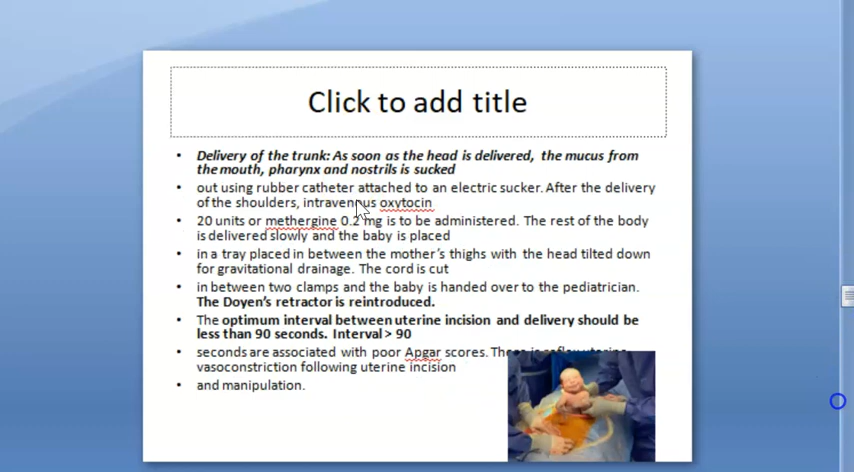 Click to add title
• Delivery of the trunk: As soon as the head is delivered, the mucus from
the mouth, pharynx and nostrils is sucked
• out using rubber catheter attached to an electric sucker. After the delivery
of the shoulders, intravenous oxytocin
• 20 units or methergine 0.2 mg is to be administered. The rest of the body
is delivered slowly and the baby is placed
• in a tray placed in between the mother's thighs with the head tilted down
for gravitational drainage. The cord is cut
• in between two clamps and the baby is handed over to the pediatrician.
The Doyen's retractor is reintroduced.
• The optimum interval between uterine incision and delivery should be
less than 90 seconds. Interval > 90
• seconds are associated with poor Apgar scores. There is reflex uterine
vasoconstriction following uterine incision
• and manipulation.